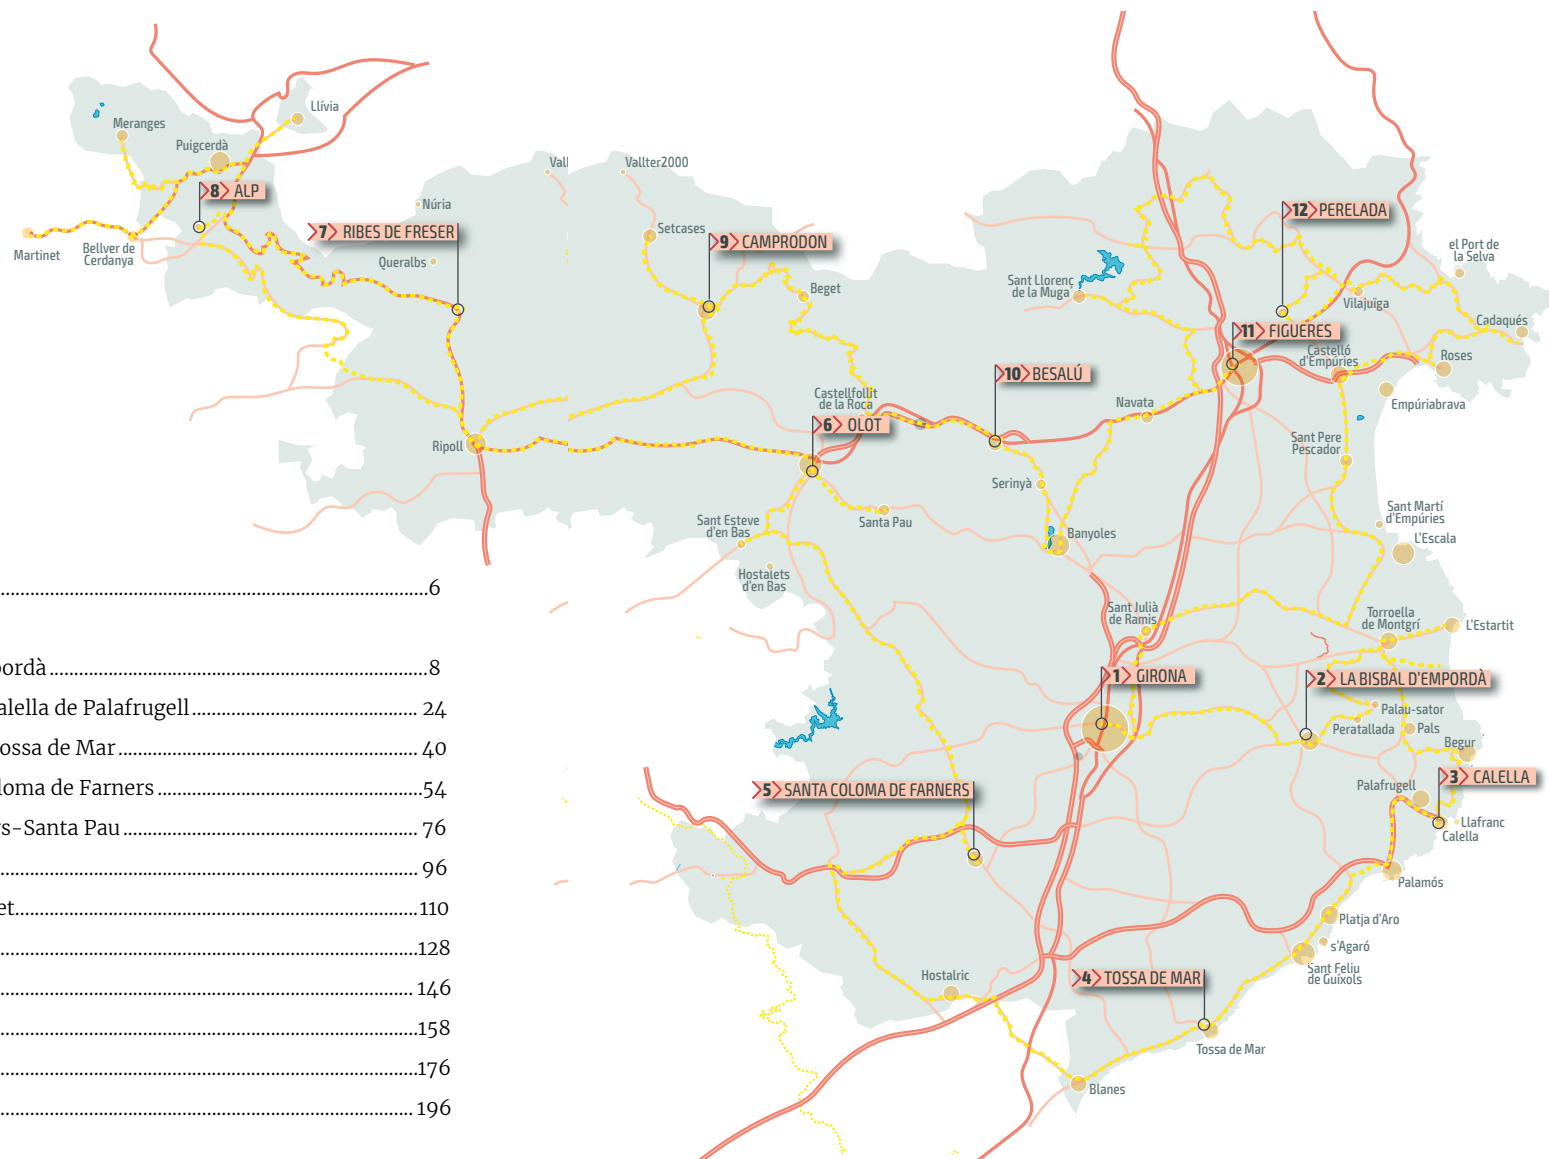 Llívia
Meranges
Puigcerdà
8 ALP
Núria
7 RIBES DE FRESER
Martinet
Bellver de
Cerdanya
Queralbs
Ripoll
Vall
Vallter2000
Setcases
9 CAMPRODON
Beget
Castellfollit
de la Roca
6 OLOT
10 BESALÚ
Sant Esteve
d'en Bas
Hostalets
d'en Bas
Santa Pau
Serinyà
Banyoles
Navata
Sant Llorenç
de la Muga
12 PERELADA
11 FIGUERES
el Port de
la Selva
Vilajuïga
Cadaqués
Castelló
d'Empúries
Roses
Empúriabrava
Sant Pere
Pescador
Sant Martí
d'Empúries
L'Escala
Sant Julià
de Ramis
Torroella
de Montgrí
L'Estartit
1 GIRONA
2 LA BISBAL D'EMPORDÀ
Palau-sator
Peratallada
Pals
Begur
3 CALELLA
Palafrugell
Llafranc
Calella
5 SANTA COLOMA DE FARNERS
Palamós
Platja d'Aro
s'Agaró
Sant Feliu
de Guíxols
Hostalric
4 TOSSA DE MAR
Tossa de Mar
Blanes
6
pordà 8
alella de Palafrugell 24
ossa de Mar 40
loma de Farners 54
rs-Santa Pau 76
96
et 110
128
146
158
176
196